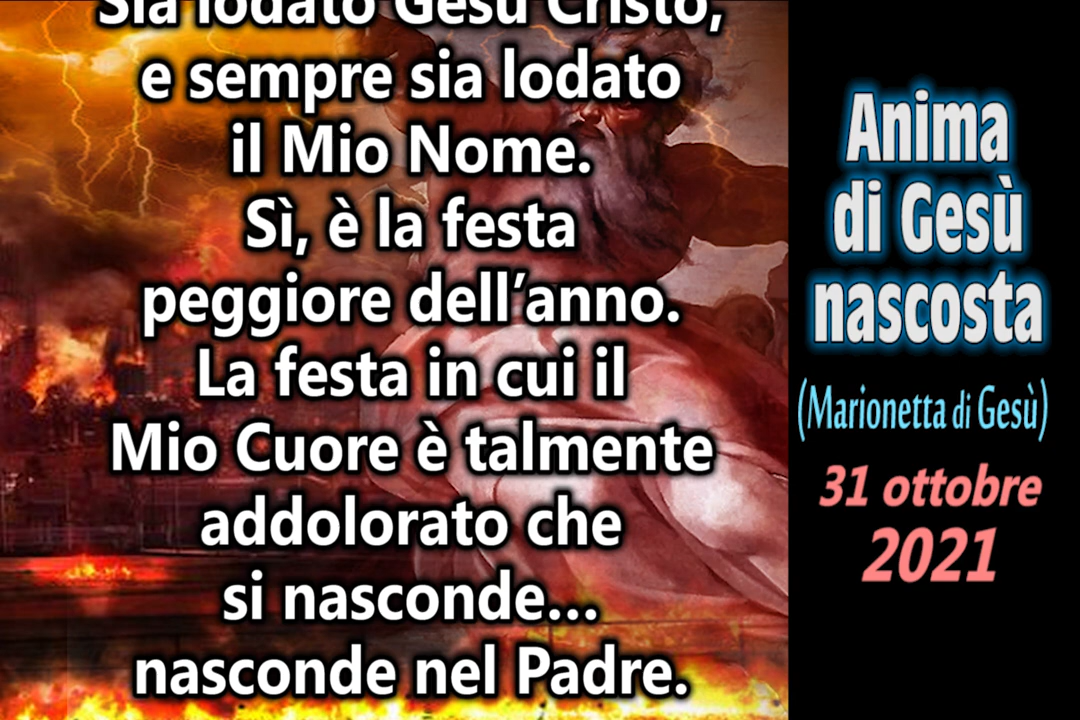 Sia lodato Gesù Cristo,
e sempre sia lodato
il Mio Nome.
Sì, è la festa
peggiore dell’anno.
La festa in cui il
Mio Cuore è talmente
addolorato che
si nasconde...
nasconde nel Padre.
Anima
di Gesù
nascosta
(Marionetta di Gesù)
31 ottobre
2021